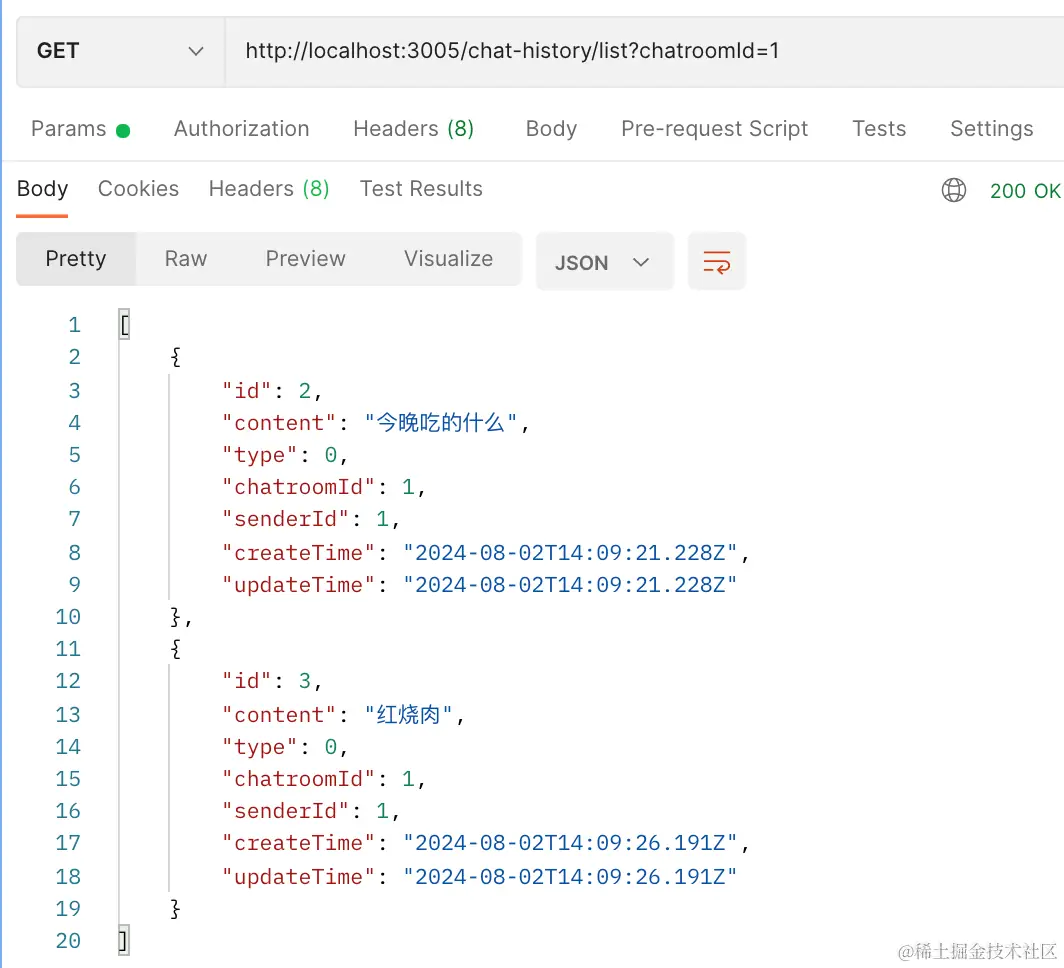 GET http://localhost:3005/chat-history/list?chatroomId=1
Params Authorization Headers (8) Body Pre-request Script Tests Settings
Body Cookies Headers (8) Test Results 200 OK
Pretty Raw Preview Visualize JSON
1 [
2 {
3 "id": 2,
4 "content": "今晚吃的什么",
5 "type": 0,
6 "chatroomId": 1,
7 "senderId": 1,
8 "createTime": "2024-08-02T14:09:21.228Z",
9 "updateTime": "2024-08-02T14:09:21.228Z"
10 },
11 {
12 "id": 3,
13 "content": "红烧肉",
14 "type": 0,
15 "chatroomId": 1,
16 "senderId": 1,
17 "createTime": "2024-08-02T14:09:26.191Z",
18 "updateTime": "2024-08-02T14:09:26.191Z"
19 }
20 ]
@稀土掘金技术社区